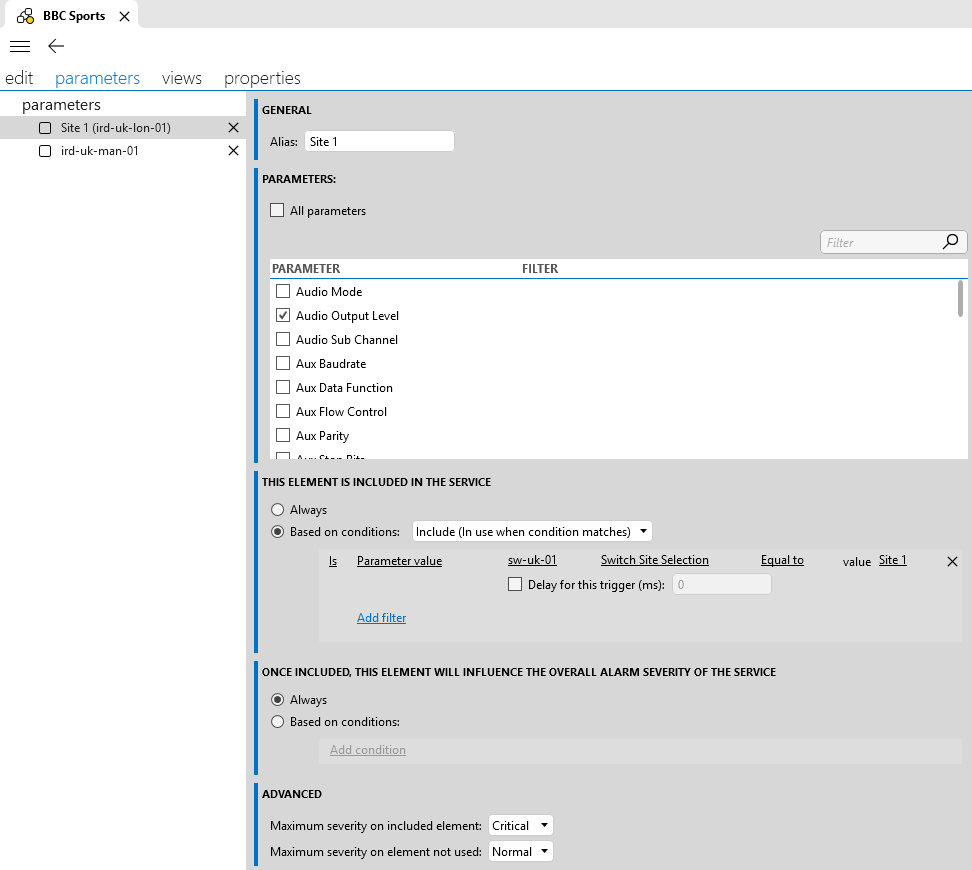 BBC Sports
edit parameters views properties
parameters
Site 1 (ird-uk-lon-01)
ird-uk-man-01
GENERAL
Alias: Site 1
PARAMETERS:
All parameters
Filter
PARAMETER FILTER
Audio Mode
Audio Output Level
Audio Sub Channel
Aux Baudrate
Aux Data Function
Aux Flow Control
Aux Parity
Aux Stop Bits
THIS ELEMENT IS INCLUDED IN THE SERVICE
Always
Based on conditions: Include (In use when condition matches)
Is Parameter value sw-uk-01 Switch Site Selection Equal to value Site 1
Delay for this trigger (ms): 0
Add filter
ONCE INCLUDED, THIS ELEMENT WILL INFLUENCE THE OVERALL ALARM SEVERITY OF THE SERVICE
Always
Based on conditions:
Add condition
ADVANCED
Maximum severity on included element: Critical
Maximum severity on element not used: Normal